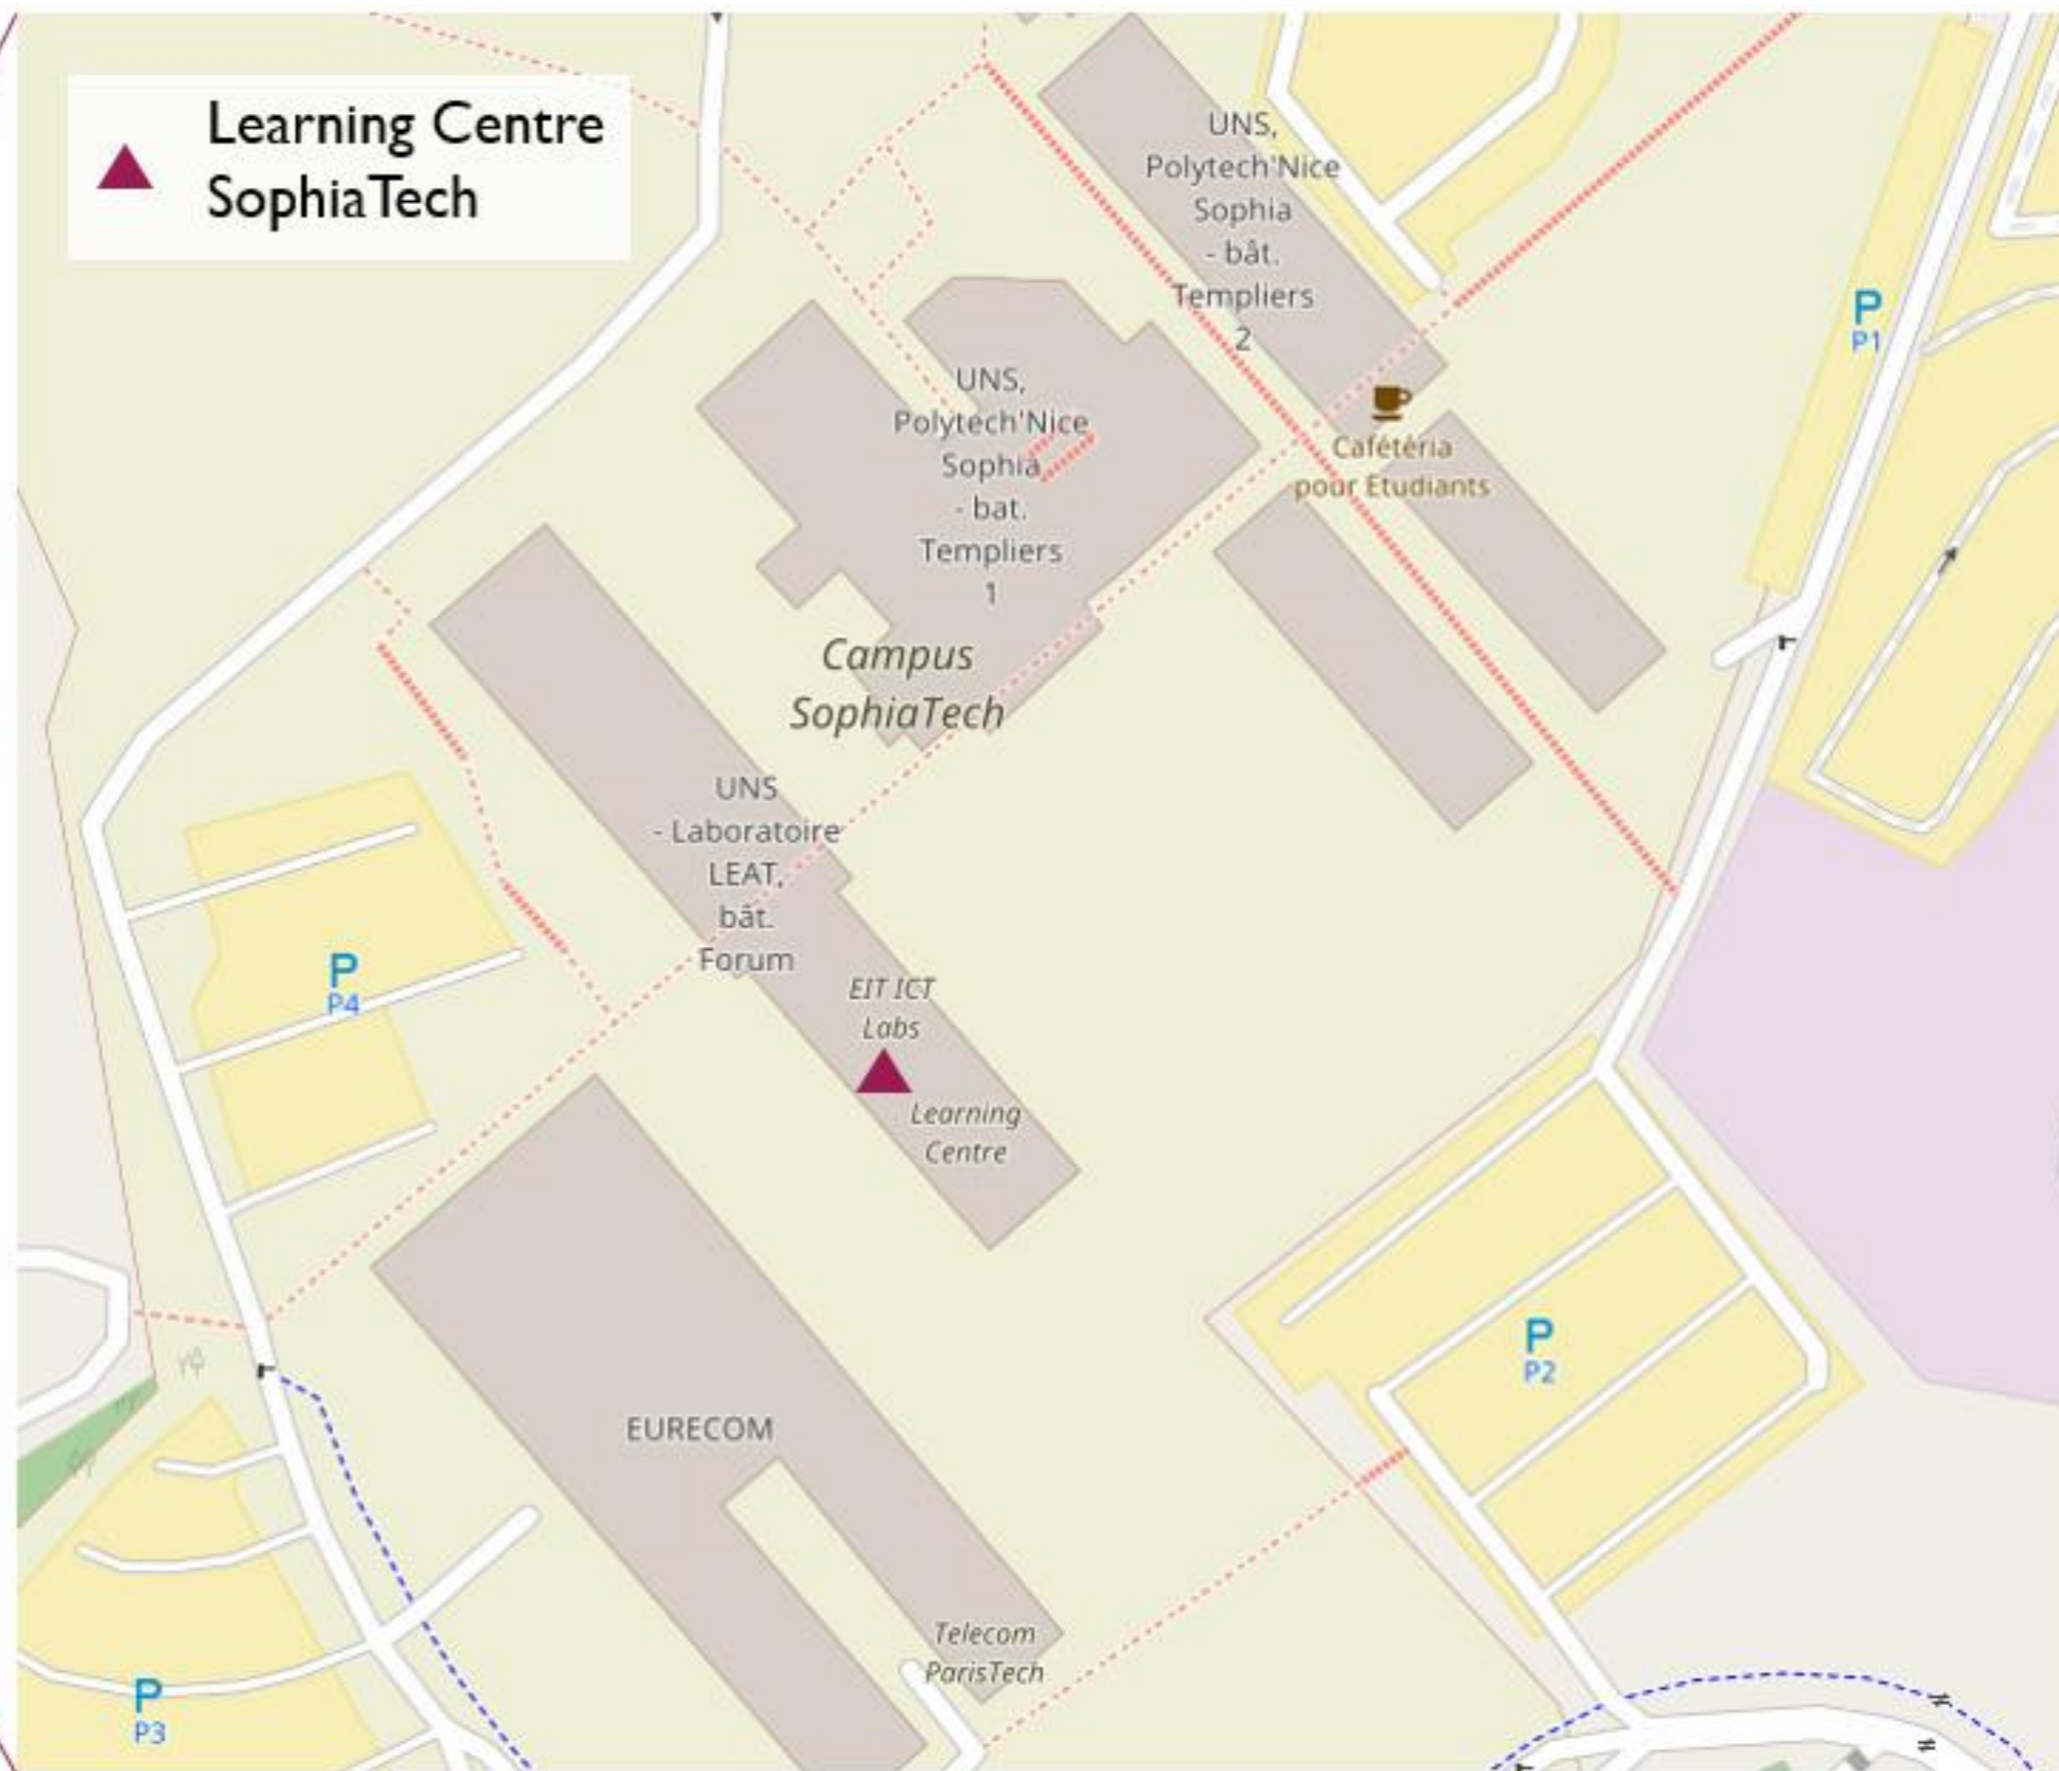 Learning Centre
SophiaTech
UNS,
Polytech'Nice
Sophia
- bât.
Templiers
2
P
P1
UNS,
Polytech'Nice
Sophia
- bat.
Templiers
1
Cafétéria
pour Etudiants
Campus
SophiaTech
UNS
- Laboratoire
LEAT,
bât.
Forum
P
P4
EIT ICT
Labs
Learning
Centre
P
P2
EURECOM
Telecom
ParisTech
P
P3